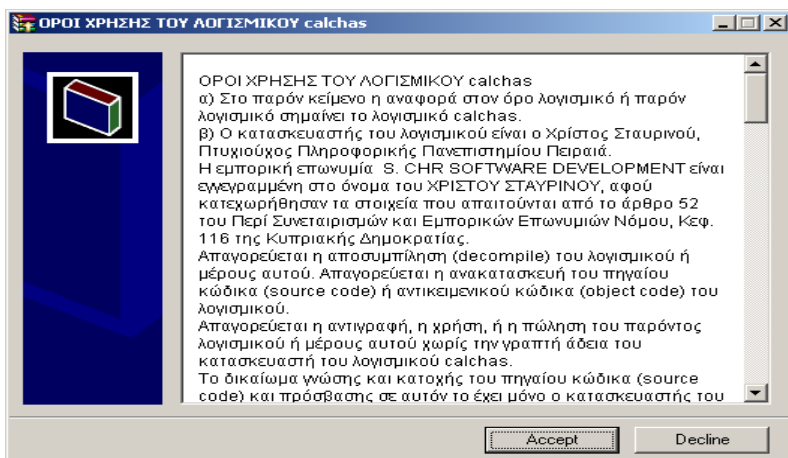 ΟΡΟΙ ΧΡΗΣΗΣ ΤΟΥ ΛΟΓΙΣΜΙΚΟΥ calchas
ΟΡΟΙ ΧΡΗΣΗΣ ΤΟΥ ΛΟΓΙΣΜΙΚΟΥ calchas
α) Στο παρόν κείμενο η αναφορά στον όρο λογισμικό ή παρόν
λογισμικό σημαίνει το λογισμικό calchas.
β) Ο κατασκευαστής του λογισμικού είναι ο Χρίστος Σταυρινού,
Πτυχιούχος Πληροφορικής Πανεπιστημίου Πειραιά.
Η εμπορική επωνυμία S. CHR SOFTWARE DEVELOPMENT είναι
εγγεγραμμένη στο όνομα του ΧΡΙΣΤΟΥ ΣΤΑΥΡΙΝΟΥ, αφού
κατεχωρήθησαν τα στοιχεία που απαιτούνται από το άρθρο 52
του Περί Συνεταιρισμών και Εμπορικών Επωνυμιών Νόμου, Κεφ.
116 της Κυπριακής Δημοκρατίας.
Απαγορεύεται η αποσυμπίληση (decompile) του λογισμικού ή
μέρους αυτού. Απαγορεύεται η ανακατασκευή του πηγαίου
κώδικα (source code) ή αντικειμενικού κώδικα (object code) του
λογισμικού.
Απαγορεύεται η αντιγραφή, η χρήση, ή η πώληση του παρόντος
λογισμικού ή μέρους αυτού χωρίς την γραπτή άδεια του
κατασκευαστή του λογισμικού calchas.
Το δικαίωμα γνώσης και κατοχής του πηγαίου κώδικα (source
code) και πρόσβασης σε αυτόν το έχει μόνο ο κατασκευαστής του
Accept Decline